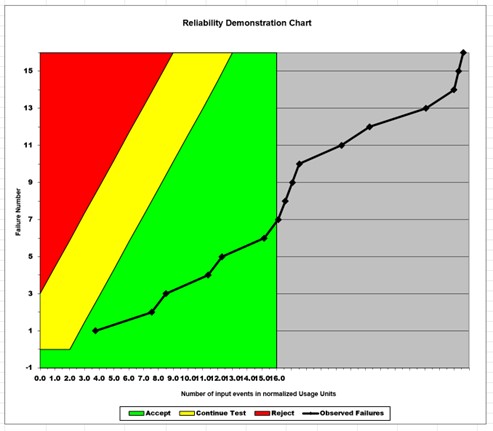 Reliability Demonstration Chart
15
13
11
9
7
5
3
1
-1
Failure Number
0.0 1.0 2.0 3.0 4.0 5.0 6.0 7.0 8.0 9.0 10.0 11.0 12.0 13.0 14.0 15.0 16.0
Number of input events in normalized Usage Units
Accept Continue Test Reject Observed Failures